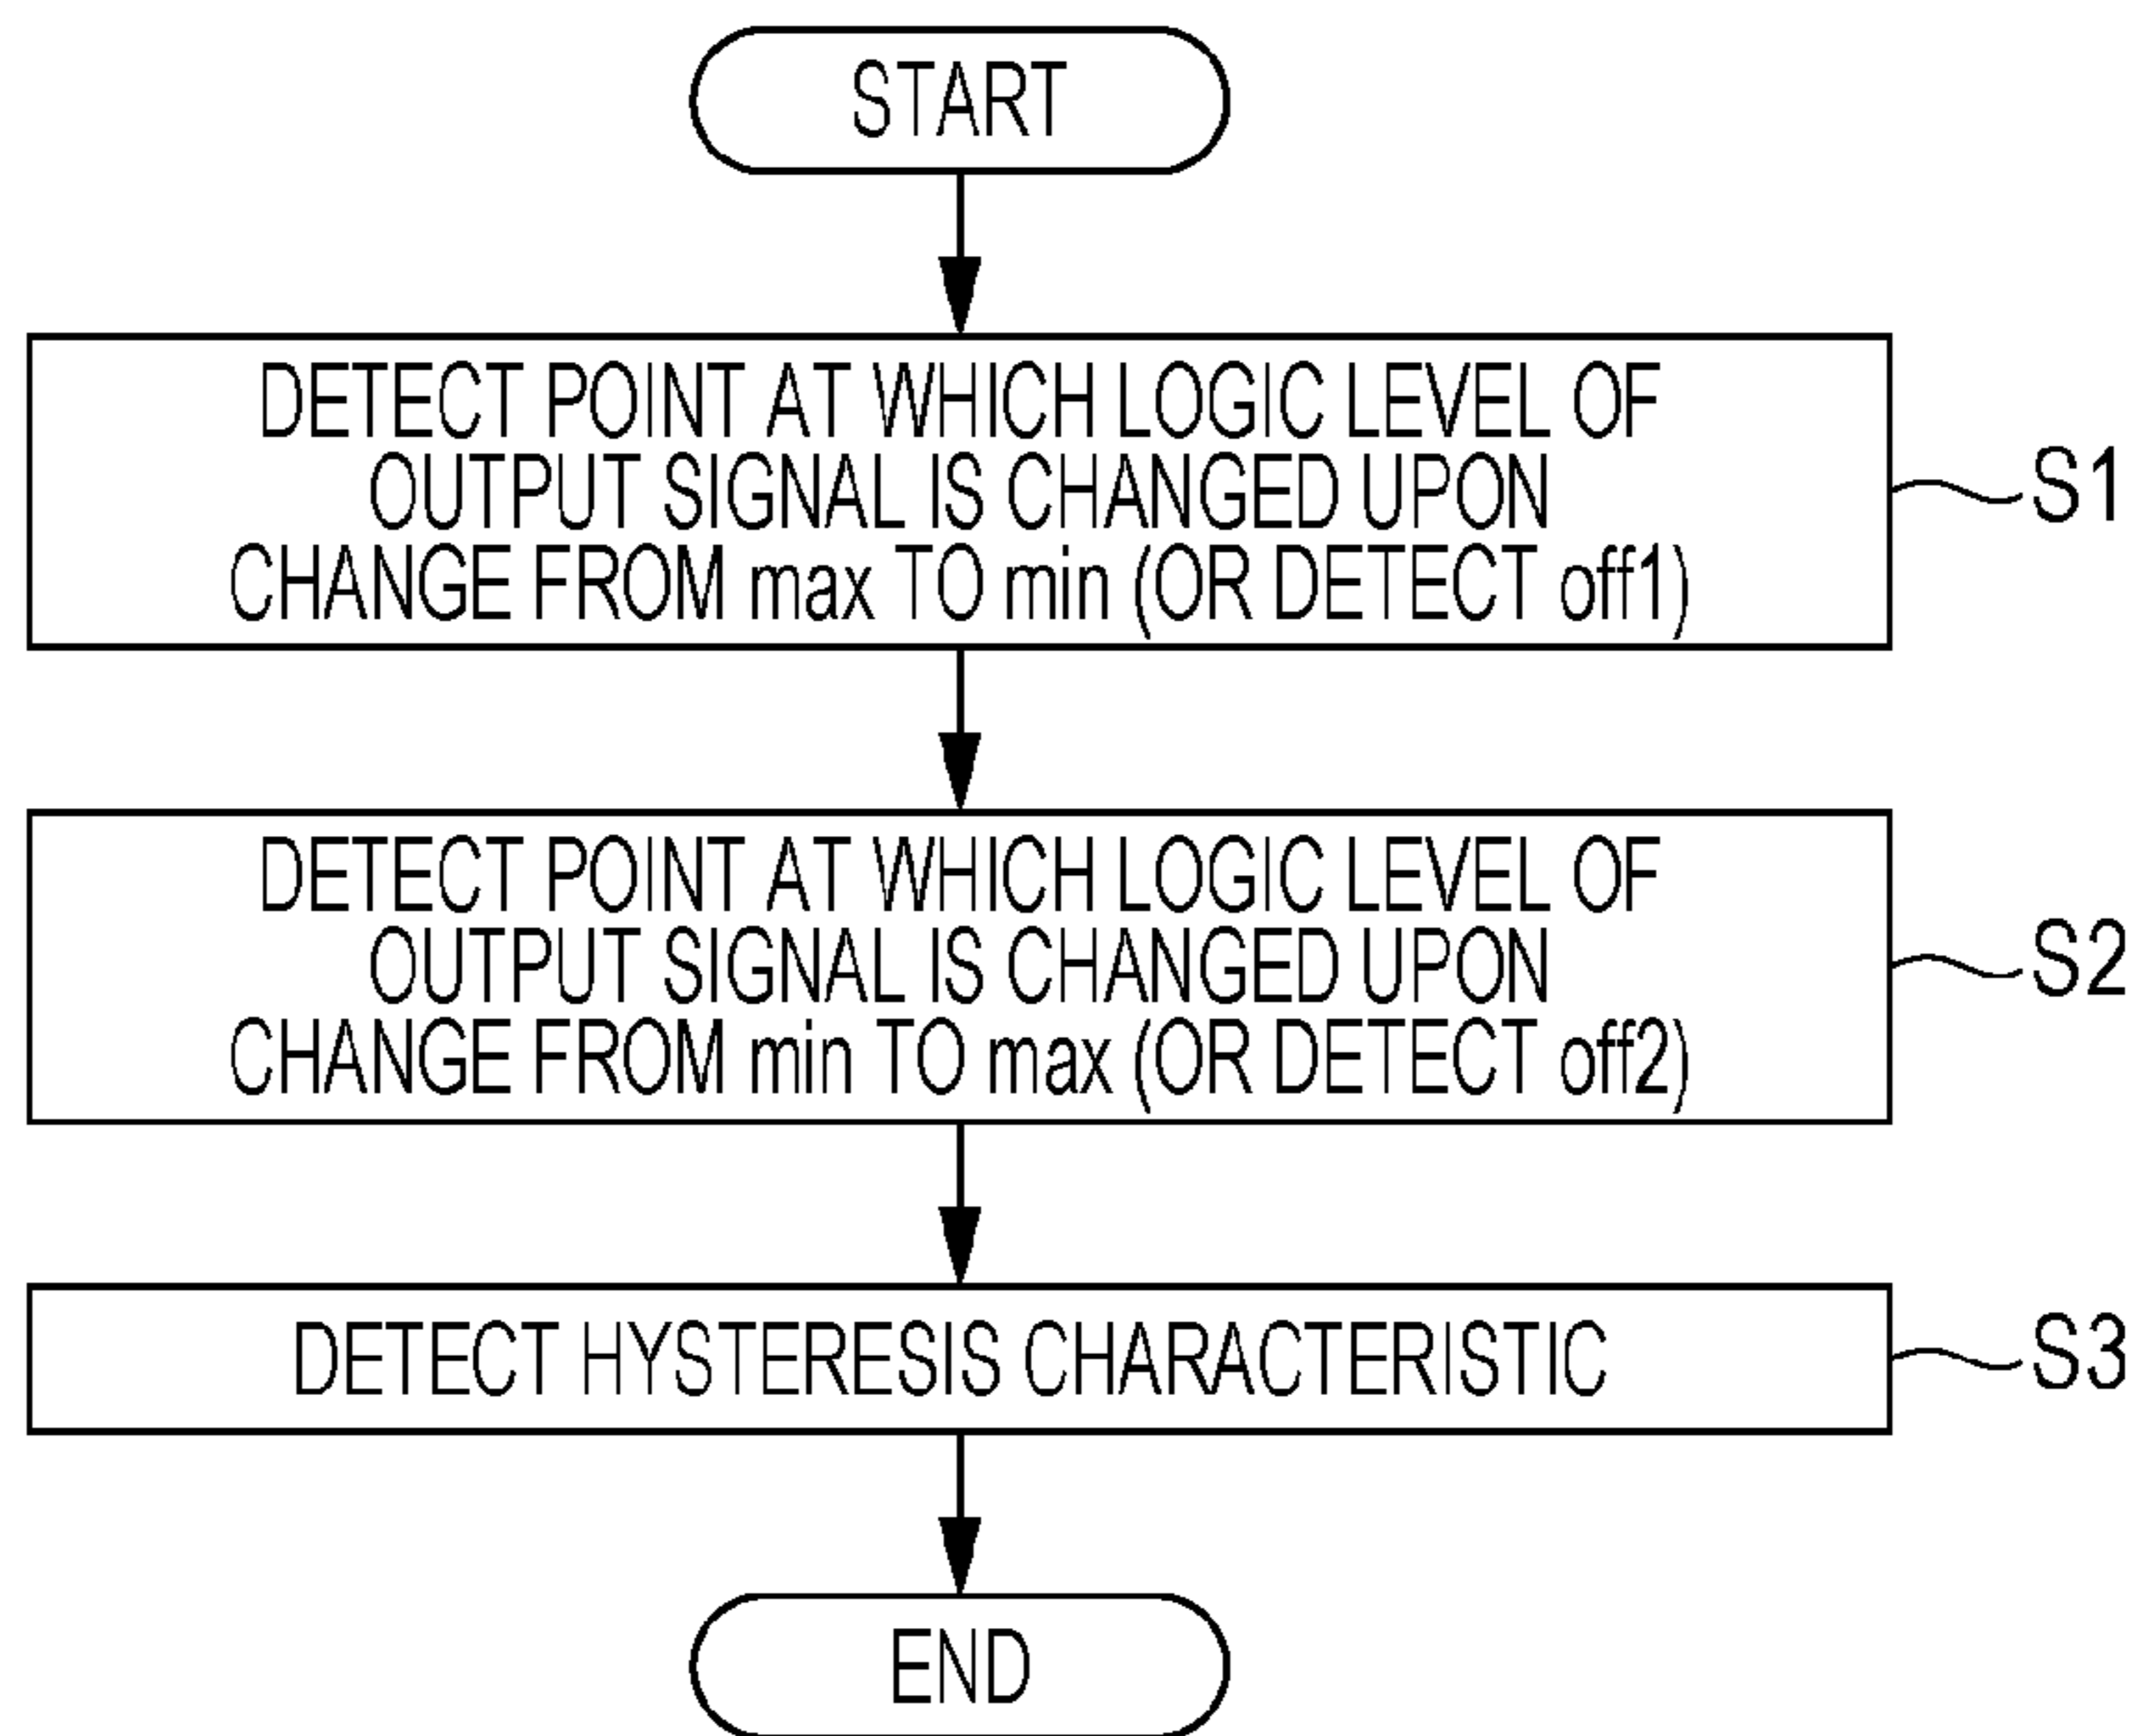 START
DETECT POINT AT WHICH LOGIC LEVEL OF
OUTPUT SIGNAL IS CHANGED UPON
CHANGE FROM max TO min (OR DETECT off1)
S1
DETECT POINT AT WHICH LOGIC LEVEL OF
OUTPUT SIGNAL IS CHANGED UPON
CHANGE FROM min TO max (OR DETECT off2)
S2
DETECT HYSTERESIS CHARACTERISTIC
S3
END